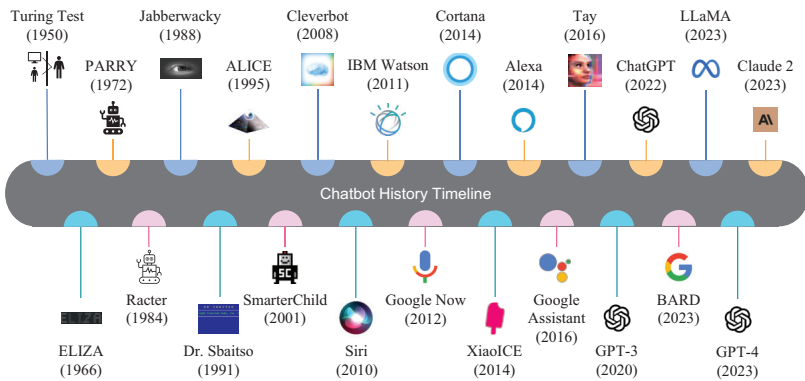 Turing Test
(1950)
Jabberwacky
(1988)
Cleverbot
(2008)
Cortana
(2014)
Tay
(2016)
LLaMA
(2023)
PARRY
(1972)
ALICE
(1995)
IBM Watson
(2011)
Alexa
(2014)
ChatGPT
(2022)
Claude 2
(2023)
A\
Chatbot History Timeline
ELIZA
SC
Racter
(1984)
SmarterChild
(2001)
Google Now
(2012)
Google
Assistant
(2016)
BARD
(2023)
ELIZA
(1966)
Dr. Sbaitso
(1991)
Siri
(2010)
XiaoICE
(2014)
GPT-3
(2020)
GPT-4
(2023)